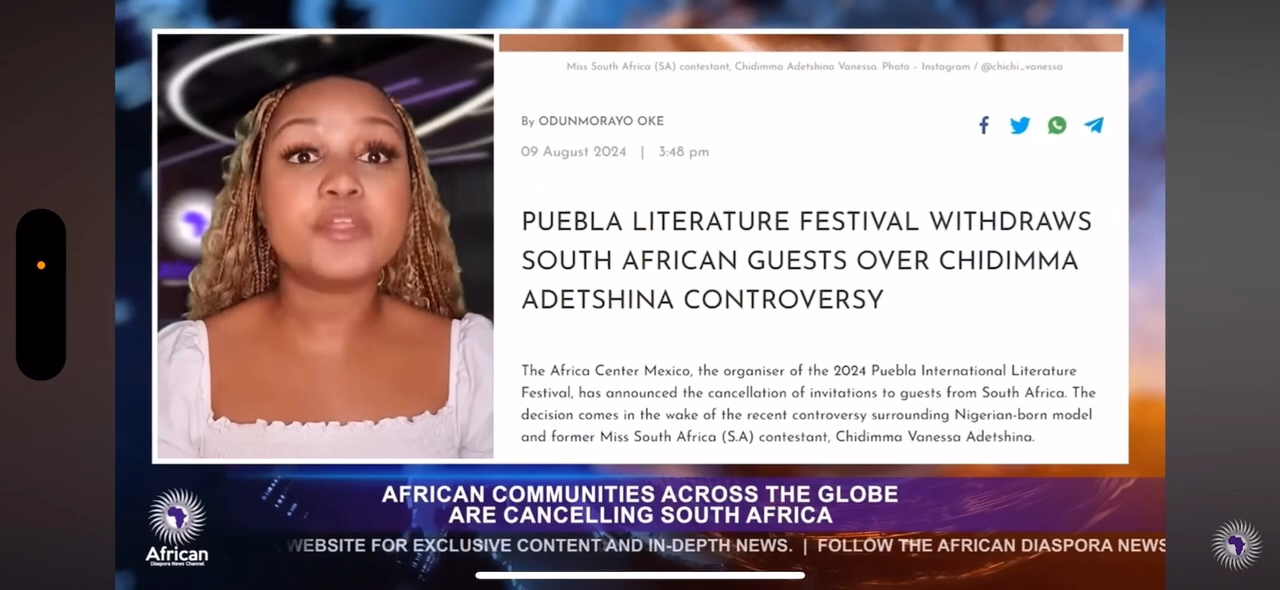 Miss South Africa (SA) contestant, Chidimma Adetshina Vanessa. Photo – Instagram / @chichi_vanessa
By ODUNMORAYO OKE
09 August 2024 | 3:48 pm
PUEBLA LITERATURE FESTIVAL WITHDRAWS
SOUTH AFRICAN GUESTS OVER CHIDIMMA
ADETSHINA CONTROVERSY
The Africa Center Mexico, the organiser of the 2024 Puebla International Literature
Festival, has announced the cancellation of invitations to guests from South Africa. The
decision comes in the wake of the recent controversy surrounding Nigerian-born model
and former Miss South Africa (S.A) contestant, Chidimma Vanessa Adetshina.
AFRICAN COMMUNITIES ACROSS THE GLOBE
ARE CANCELLING SOUTH AFRICA
WEBSITE FOR EXCLUSIVE CONTENT AND IN-DEPTH NEWS. | FOLLOW THE AFRICAN DIASPORA NEWS
African
Diaspora News Channel